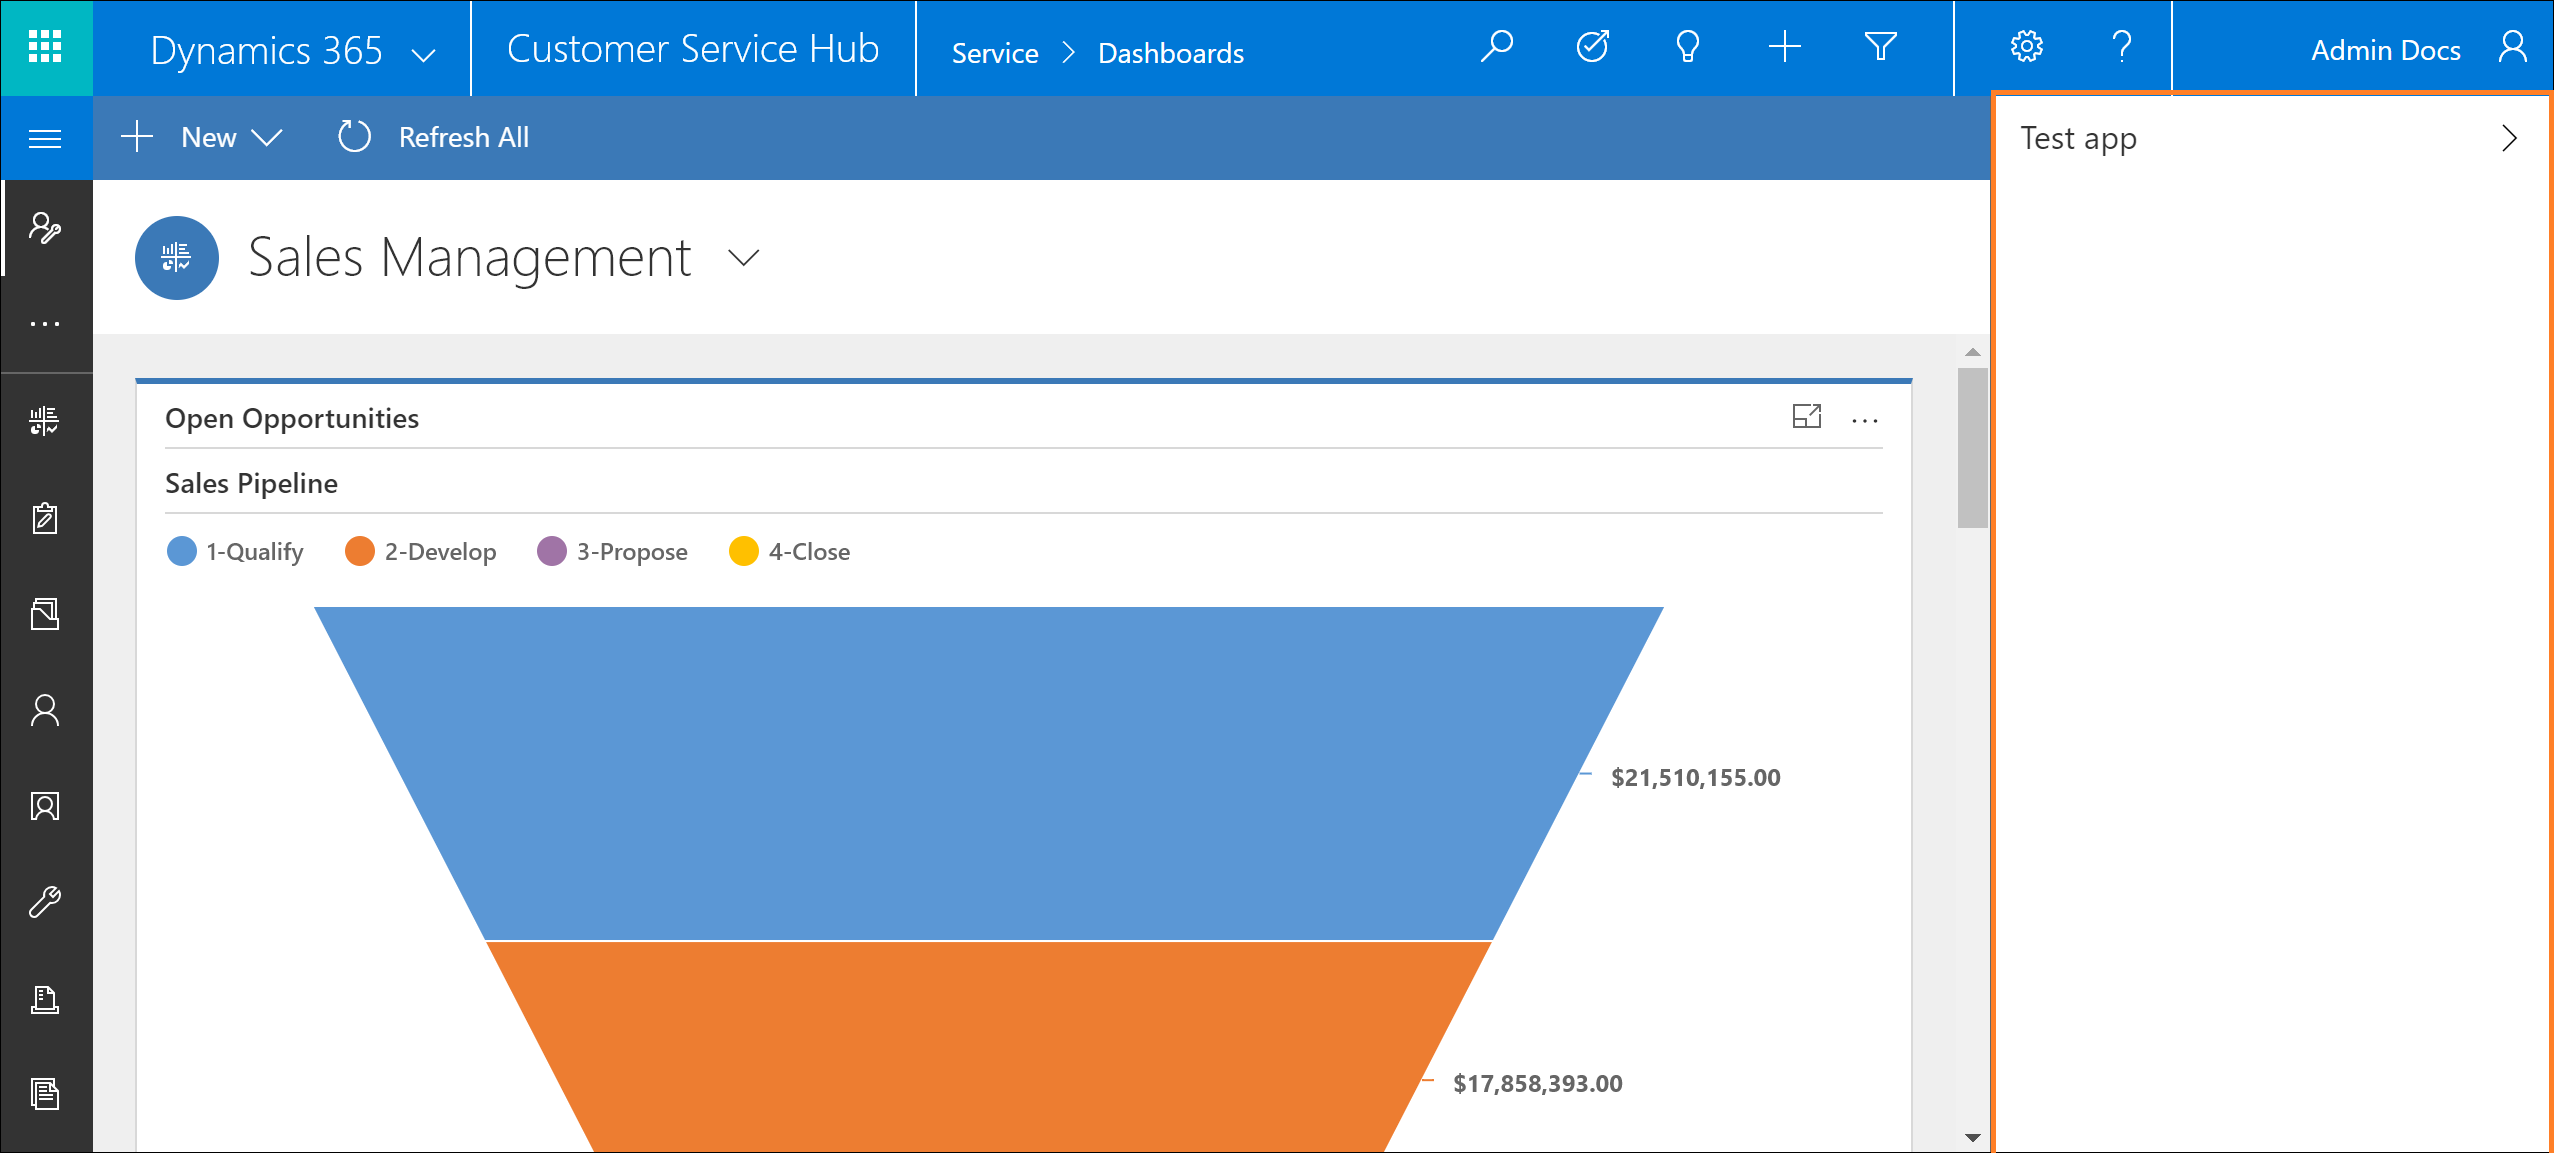 Dynamics 365
Customer Service Hub
Service > Dashboards
Admin Docs
New
Refresh All
Test app
Sales Management
Open Opportunities
Sales Pipeline
1-Qualify 2-Develop 3-Propose 4-Close
$21,510,155.00
$17,858,393.00